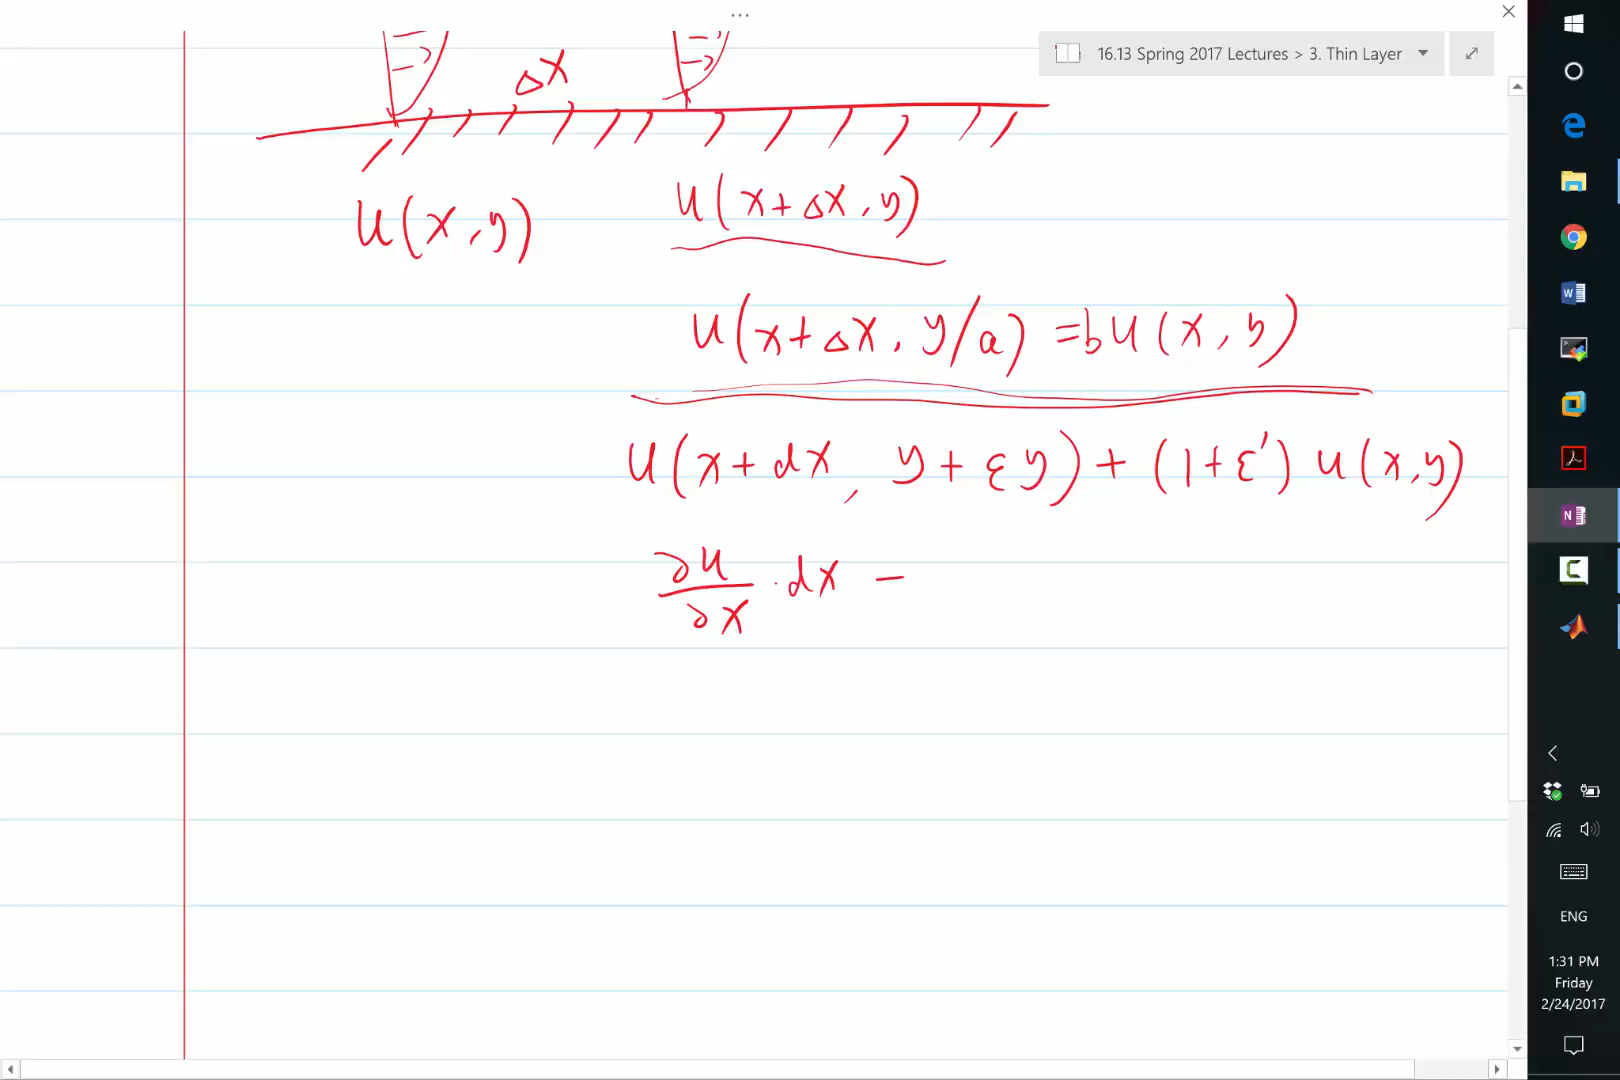 16.13 Spring 2017 Lectures > 3. Thin Layer
Δx
u(x,y)
u(x+Δx,y)
u(x+Δx, y/a) = bu(x,y)
u(x+dx, y+εy) + (1+ε') u(x,y)
∂u/∂x · dx −
ENG
1:31 PM
Friday
2/24/2017